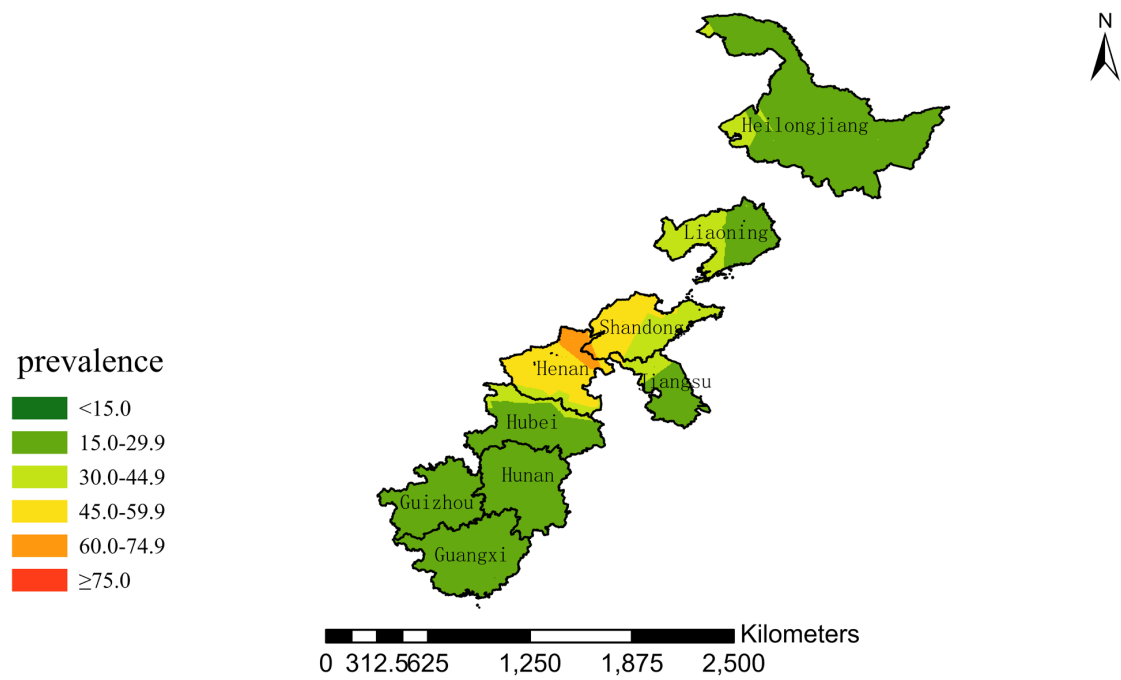 N
Heilongjiang
Liaoning
Shandong
Henan
Jiangsu
Hubei
Hunan
Guizhou
Guangxi
prevalence
<15.0
15.0-29.9
30.0-44.9
45.0-59.9
60.0-74.9
≥75.0
Kilometers
0 312.5625 1,250 1,875 2,500